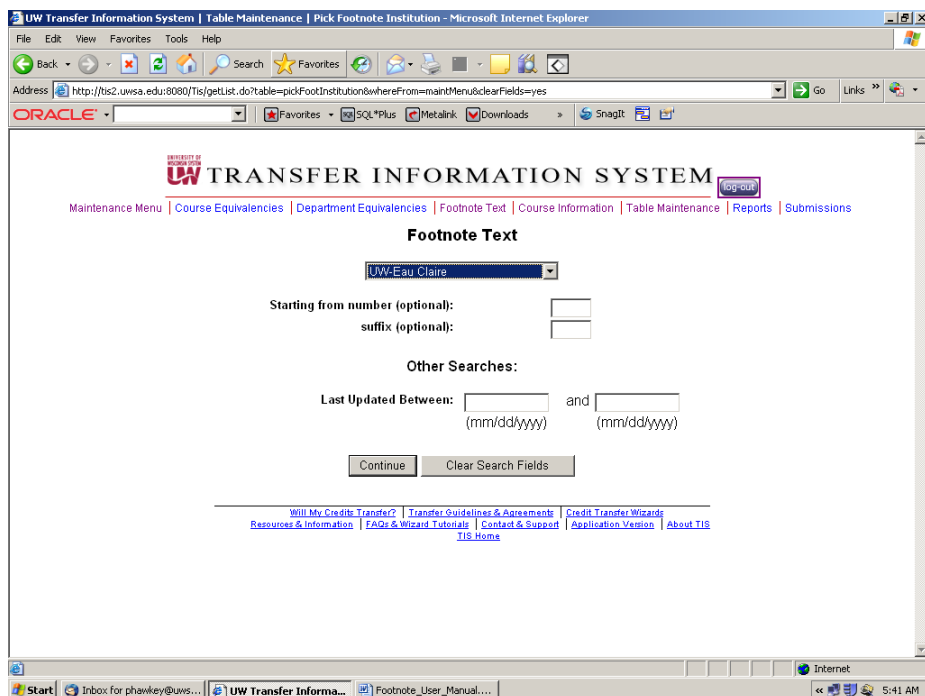 UW Transfer Information System | Table Maintenance | Pick Footnote Institution - Microsoft Internet Explorer
File Edit View Favorites Tools Help
Back Search Favorites
Address http://tis2.uwsa.edu:8080/Tis/getList.do?table=pickFootInstitution&whereFrom=maintMenu&clearFields=yes Go Links »
ORACLE Favorites SQL*Plus Metalink Downloads » SnagIt
UNIVERSITY OF WISCONSIN SYSTEM
UW TRANSFER INFORMATION SYSTEM log-out
Maintenance Menu | Course Equivalencies | Department Equivalencies | Footnote Text | Course Information | Table Maintenance | Reports | Submissions
Footnote Text
UW-Eau Claire
Starting from number (optional):
suffix (optional):
Other Searches:
Last Updated Between: and
(mm/dd/yyyy) (mm/dd/yyyy)
Continue Clear Search Fields
Will My Credits Transfer? | Transfer Guidelines & Agreements | Credit Transfer Wizards
Resources & Information | FAQs & Wizard Tutorials | Contact & Support | Application Version | About TIS
TIS Home
Internet
Start Inbox for phawkey@uws... UW Transfer Informa... Footnote_User_Manual.... « 5:41 AM